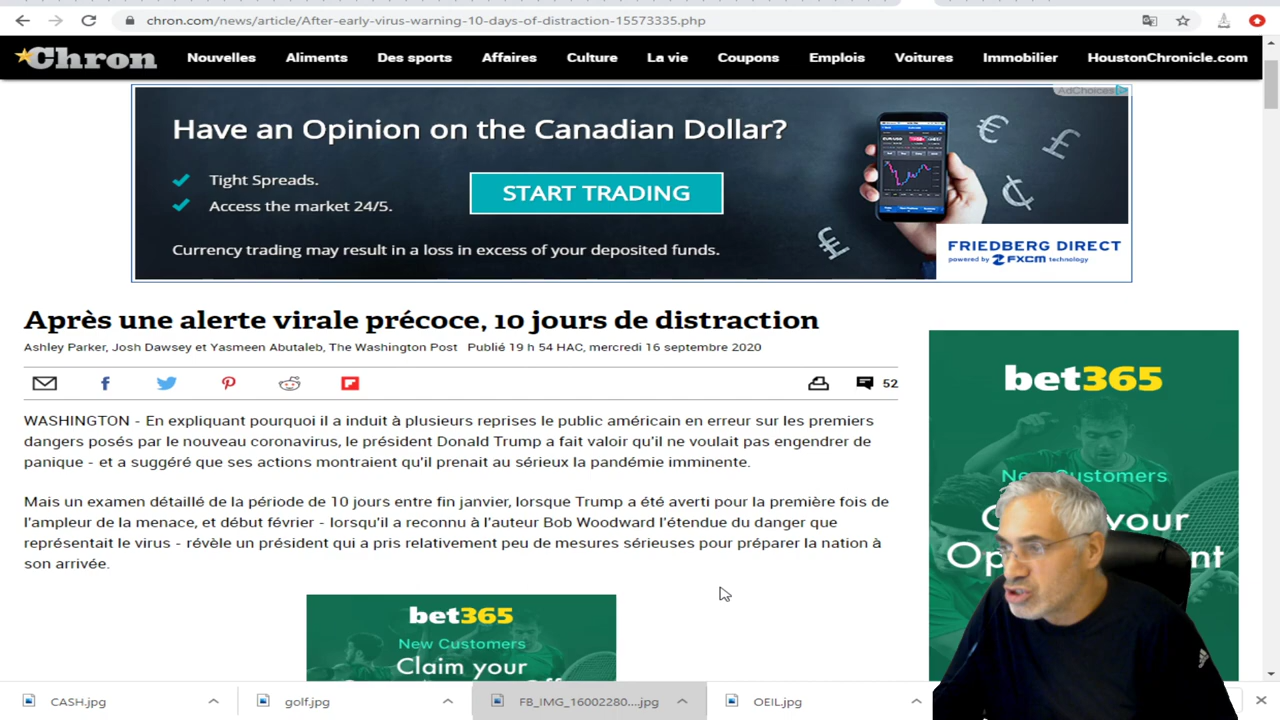 chron.com/news/article/After-early-virus-warning-10-days-of-distraction-15573335.php
Chron
Nouvelles Aliments Des sports Affaires Culture La vie Coupons Emplois Voitures Immobilier HoustonChronicle.com
AdChoices
Have an Opinion on the Canadian Dollar?
Tight Spreads.
Access the market 24/5.
START TRADING
Currency trading may result in a loss in excess of your deposited funds.
FRIEDBERG DIRECT
powered by FXCM technology
Après une alerte virale précoce, 10 jours de distraction
Ashley Parker, Josh Dawsey et Yasmeen Abutaleb, The Washington Post Publié 19 h 54 HAC, mercredi 16 septembre 2020
52
WASHINGTON - En expliquant pourquoi il a induit à plusieurs reprises le public américain en erreur sur les premiers
dangers posés par le nouveau coronavirus, le président Donald Trump a fait valoir qu'il ne voulait pas engendrer de
panique - et a suggéré que ses actions montraient qu'il prenait au sérieux la pandémie imminente.
Mais un examen détaillé de la période de 10 jours entre fin janvier, lorsque Trump a été averti pour la première fois de
l'ampleur de la menace, et début février - lorsqu'il a reconnu à l'auteur Bob Woodward l'étendue du danger que
représentait le virus - révèle un président qui a pris relativement peu de mesures sérieuses pour préparer la nation à
son arrivée.
bet365
New Customers
Claim your
bet365
Customers
your
CASH.jpg
golf.jpg
FB_IMG_16002280....jpg
OEIL.jpg